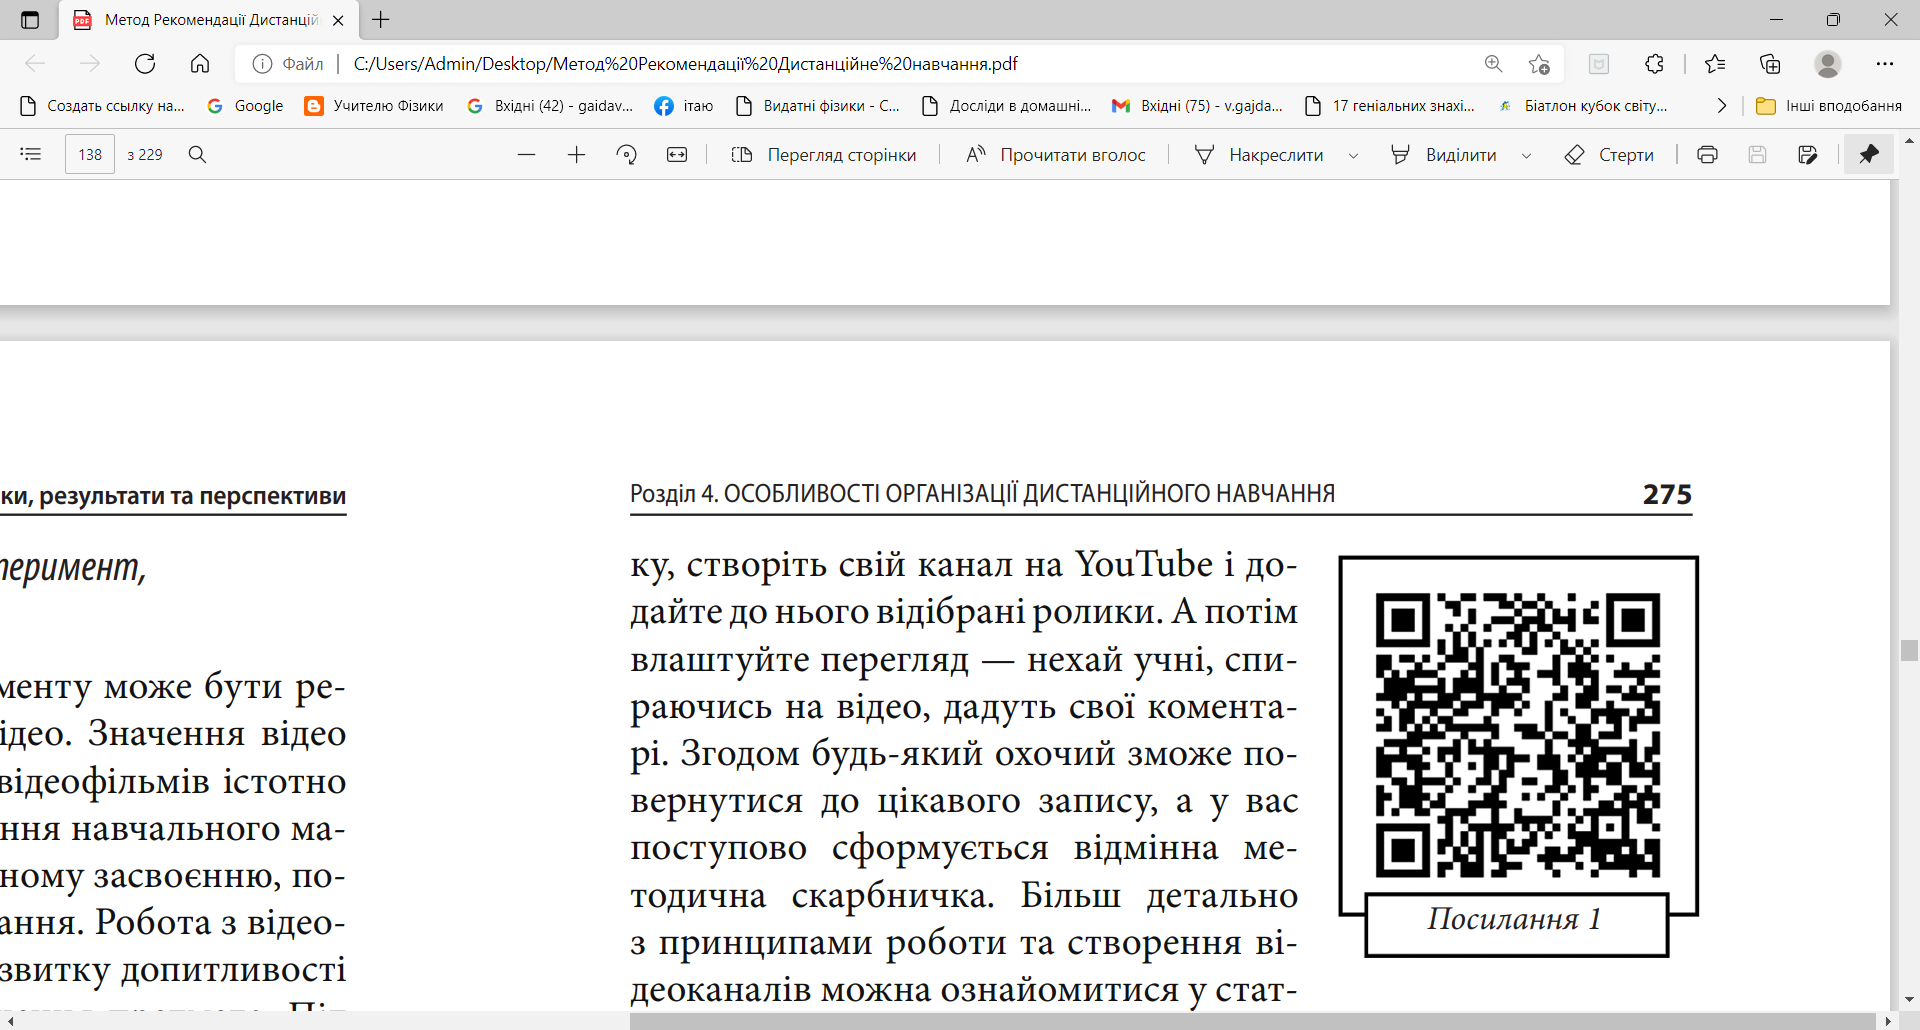 Метод Рекомендації Дистанцій
Файл
C:/Users/Admin/Desktop/Метод%20Рекомендації%20Дистанційне%20навчання.pdf
Создать ссылку на...
Google
Учителю Фізики
Вхідні (42) - gaidav...
ітаю
Видатні фізики - С...
Досліди в домашні...
Вхідні (75) - v.gajda...
17 геніальних знахі...
Біатлон кубок світу...
Інші вподобання
138 з 229
Перегляд сторінки
Прочитати вголос
Накреслити
Виділити
Стерти
ки, результати та перспективи
перимент,
менту може бути ре-
ідео. Значення відео
відеофільмів істотно
ння навчального ма-
ному засвоєнню, по-
ання. Робота з відео-
звитку допитливості
Розділ 4. ОСОБЛИВОСТІ ОРГАНІЗАЦІЇ ДИСТАНЦІЙНОГО НАВЧАННЯ 275
ку, створіть свій канал на YouTube і до-
дайте до нього відібрані ролики. А потім
влаштуйте перегляд — нехай учні, спи-
раючись на відео, дадуть свої комента-
рі. Згодом будь-який охочий зможе по-
вернутися до цікавого запису, а у вас
поступово сформується відмінна ме-
тодична скарбничка. Більш детально
з принципами роботи та створення ві-
деоканалів можна ознайомитися у стат-
Посилання 1